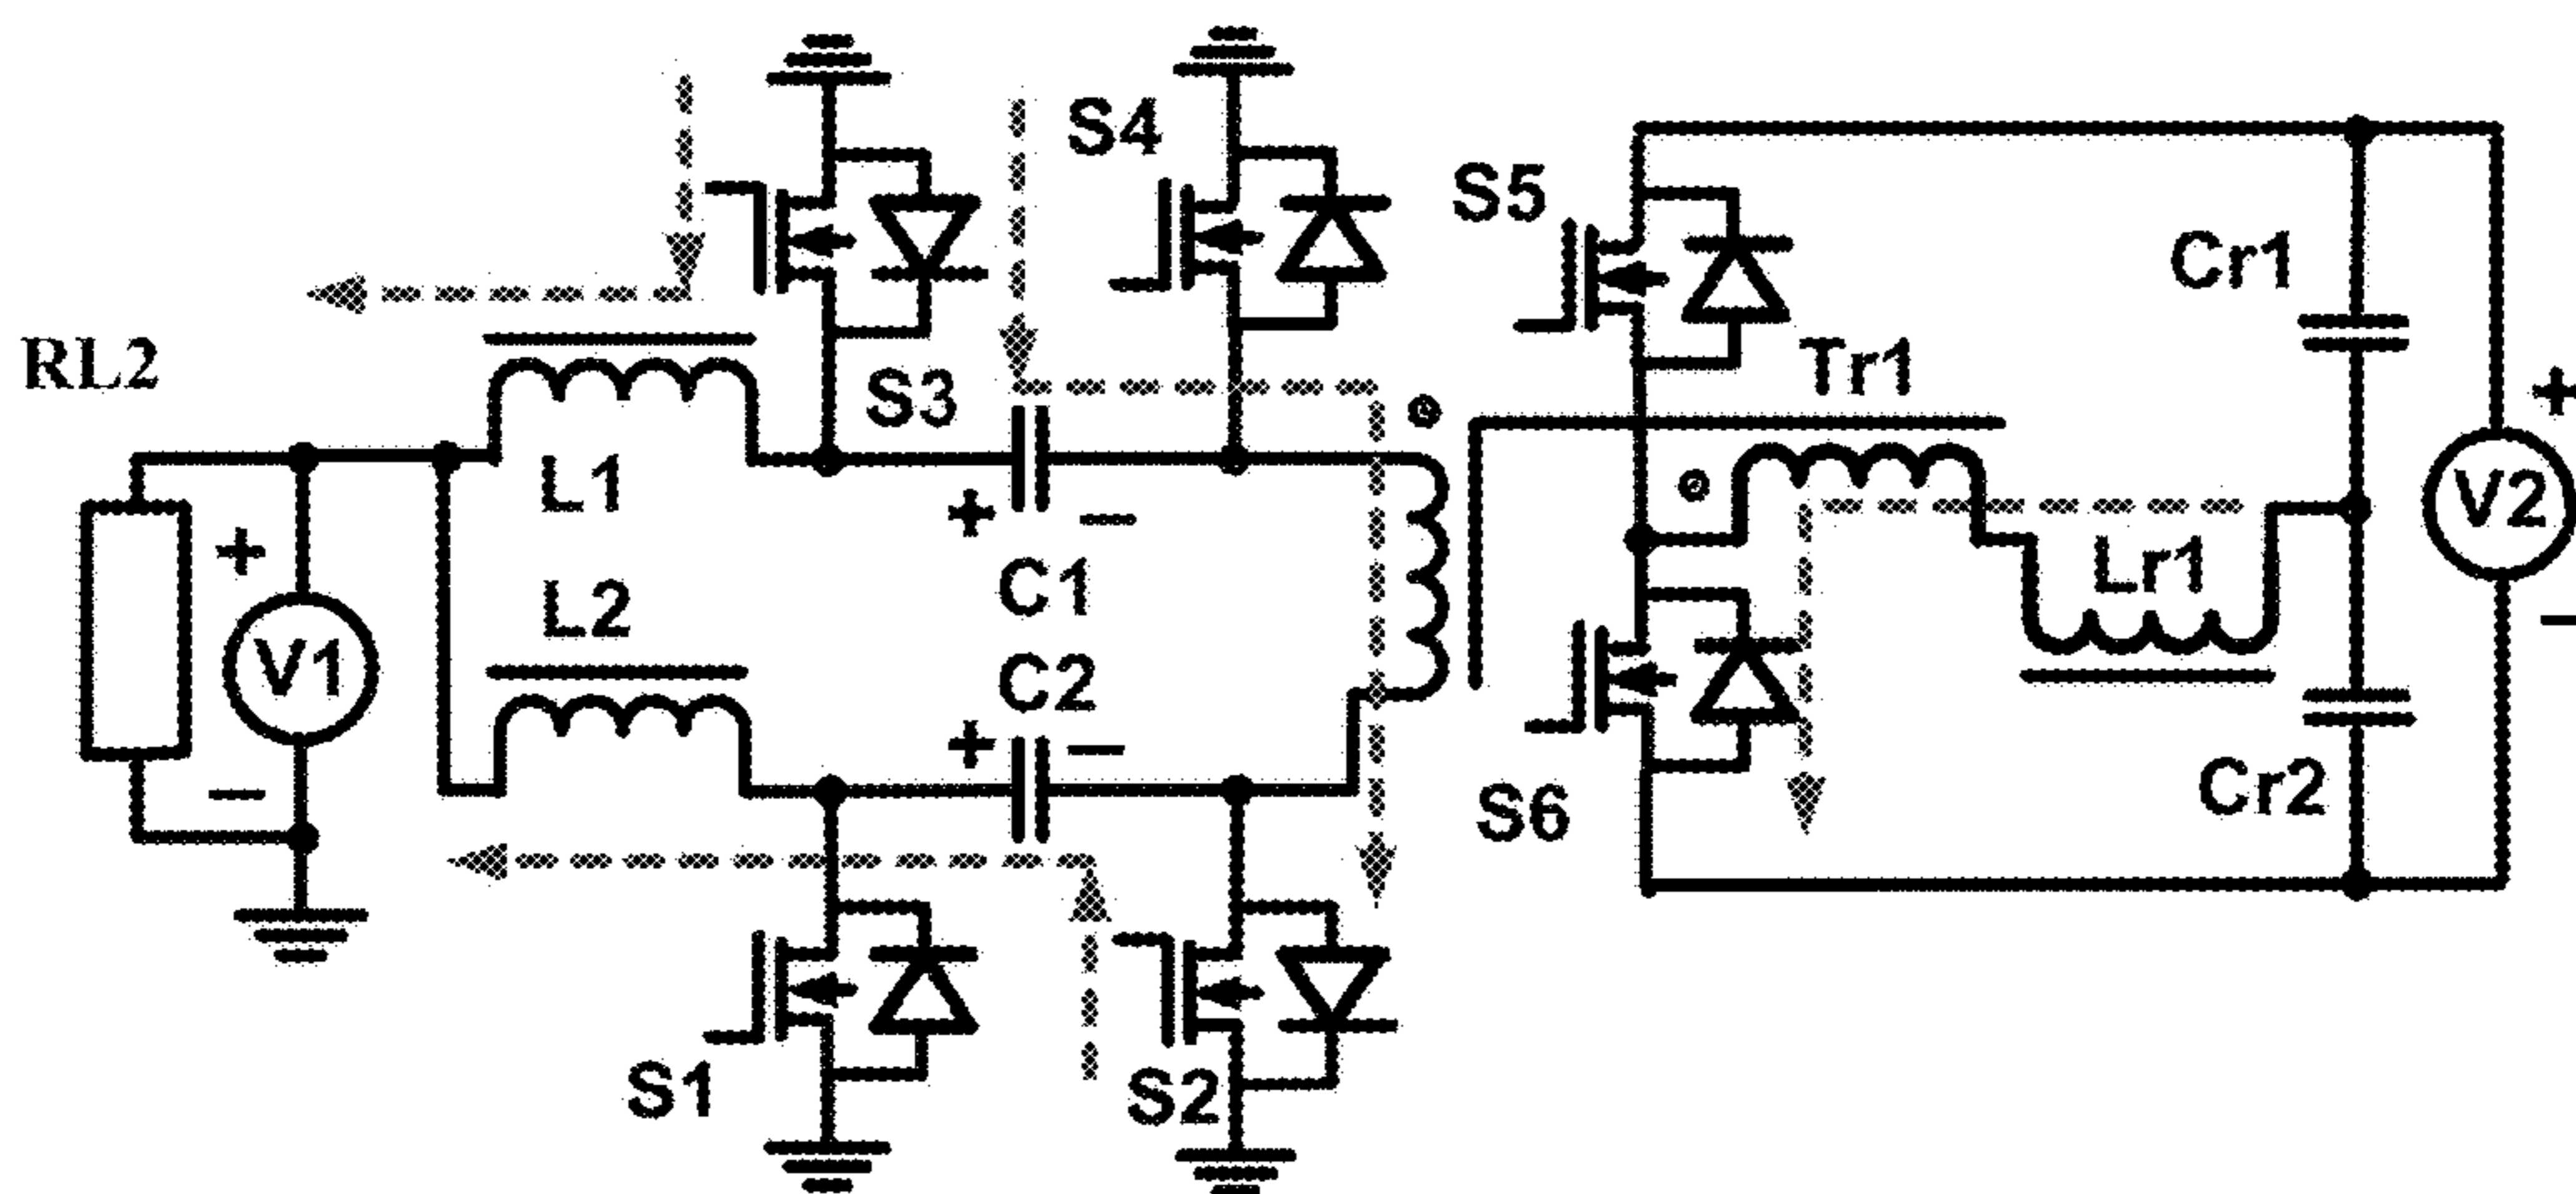 S4
S5
Cr1
RL2
Tr1
S3
+
L1
+ −
V2
+
C1
Lr1
L2
−
V1
C2
+ −
−
S6
Cr2
S1
S2